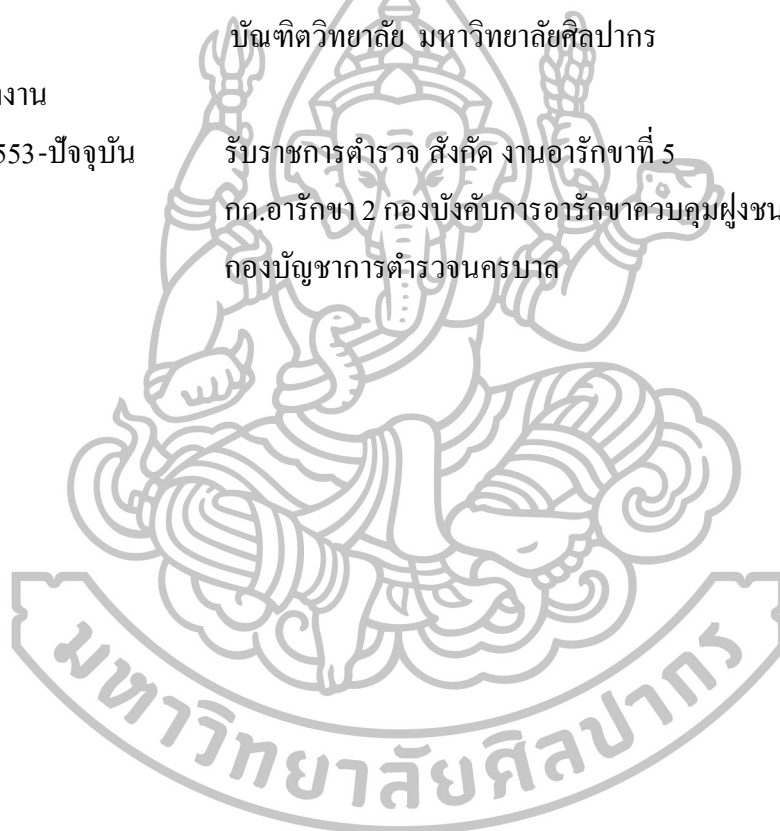 บัณฑิตวิทยาลัย มหาวิทยาลัยศิลปากร
553-ปัจจุบัน รับราชการตำรวจ สังกัด งานอารักขาที่ 5
กก.อารักขา 2 กองบังคับการอารักขาควบคุมฝูงชน
กองบัญชาการตำรวจนครบาล
มหาวิทยาลัยศิลปากร